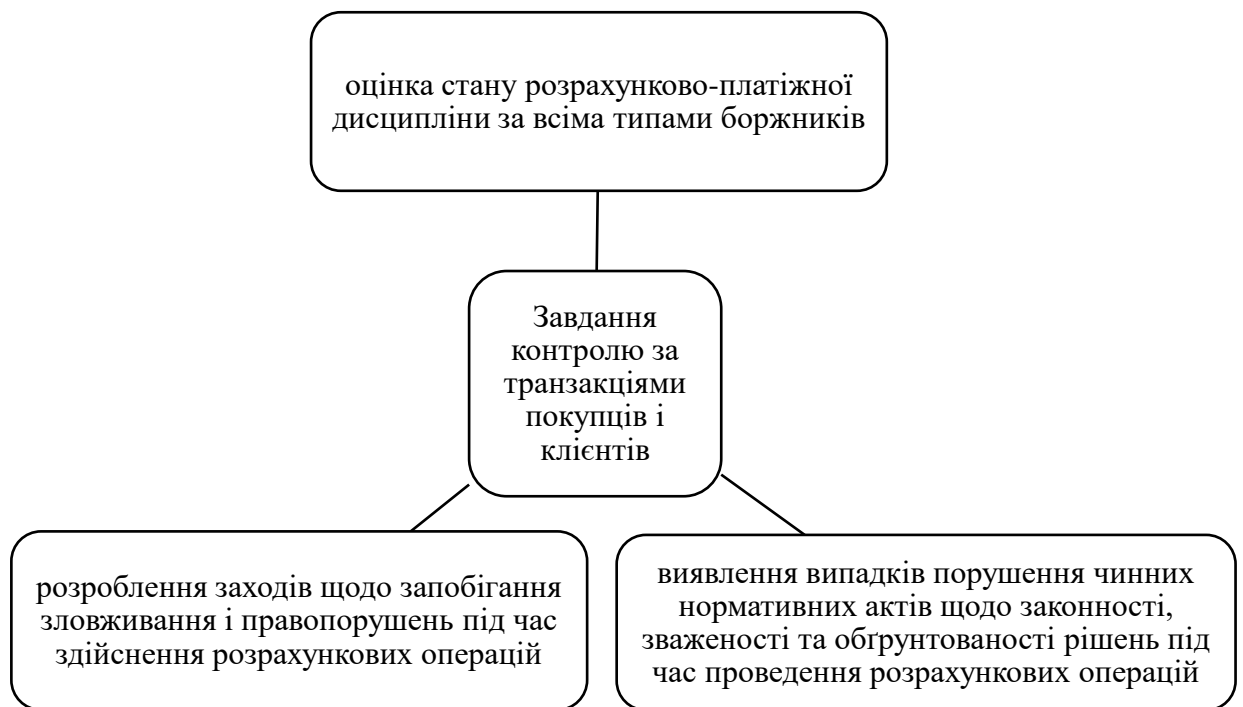 оцінка стану розрахунково-платіжної
дисципліни за всіма типами боржників
Завдання
контролю за
транзакціями
покупців і
клієнтів
розроблення заходів щодо запобігання
зловживання і правопорушень під час
здійснення розрахункових операцій
виявлення випадків порушення чинних
нормативних актів щодо законності,
зваженості та обґрунтованості рішень під
час проведення розрахункових операцій